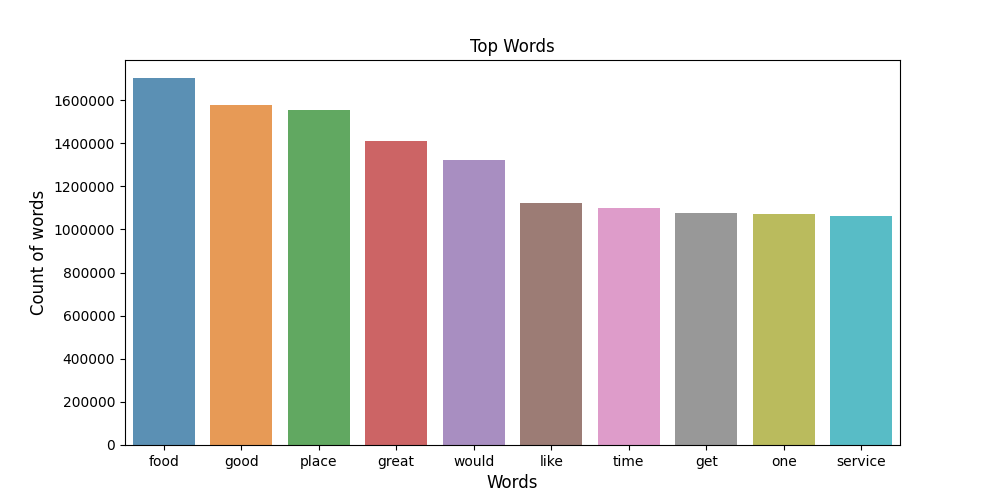 Top Words
Count of words
1600000
1400000
1200000
1000000
800000
600000
400000
200000
0
food good place great would like time get one service
Words